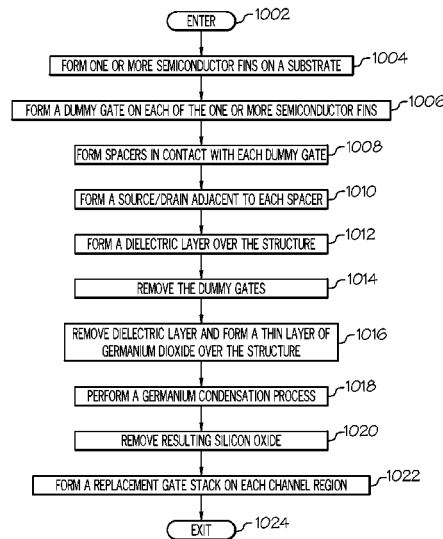 ENTER 1002
FORM ONE OR MORE SEMICONDUCTOR FINS ON A SUBSTRATE 1004
FORM A DUMMY GATE ON EACH OF THE ONE OR MORE SEMICONDUCTOR FINS 1006
FORM SPACERS IN CONTACT WITH EACH DUMMY GATE 1008
FORM A SOURCE/DRAIN ADJACENT TO EACH SPACER 1010
FORM A DIELECTRIC LAYER OVER THE STRUCTURE 1012
REMOVE THE DUMMY GATES 1014
REMOVE DIELECTRIC LAYER AND FORM A THIN LAYER OF
GERMANIUM DIOXIDE OVER THE STRUCTURE 1016
PERFORM A GERMANIUM CONDENSATION PROCESS 1018
REMOVE RESULTING SILICON OXIDE 1020
FORM A REPLACEMENT GATE STACK ON EACH CHANNEL REGION 1022
EXIT 1024